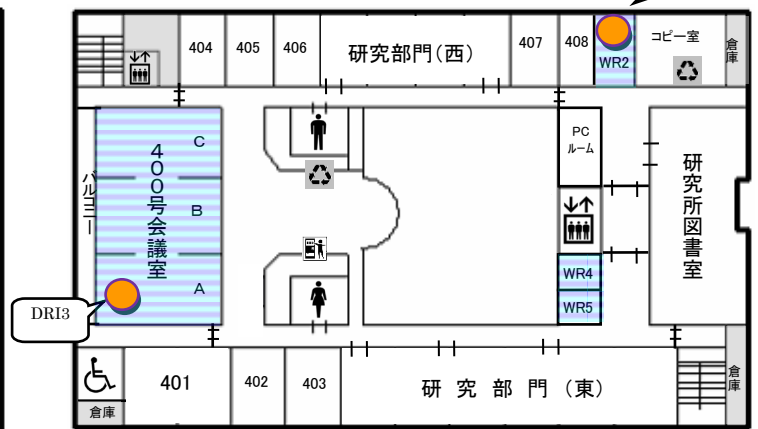 404
405
406
研究部門(西)
407
408
WR2
コピー室
倉庫
C
B
A
400号会議室
バルコニー
PC
ルーム
研究所図書室
WR4
WR5
DRI3
401
402
403
研究部門(東)
倉庫
倉庫